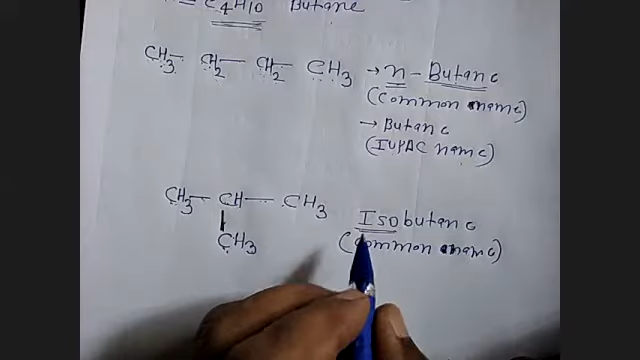 = C4H10 Butane
CH3— CH2— CH2— CH3 → n - Butane
(Common name)
→ Butane
(IUPAC name)
CH3— CH — CH3 Isobutane
CH3 (Common name)